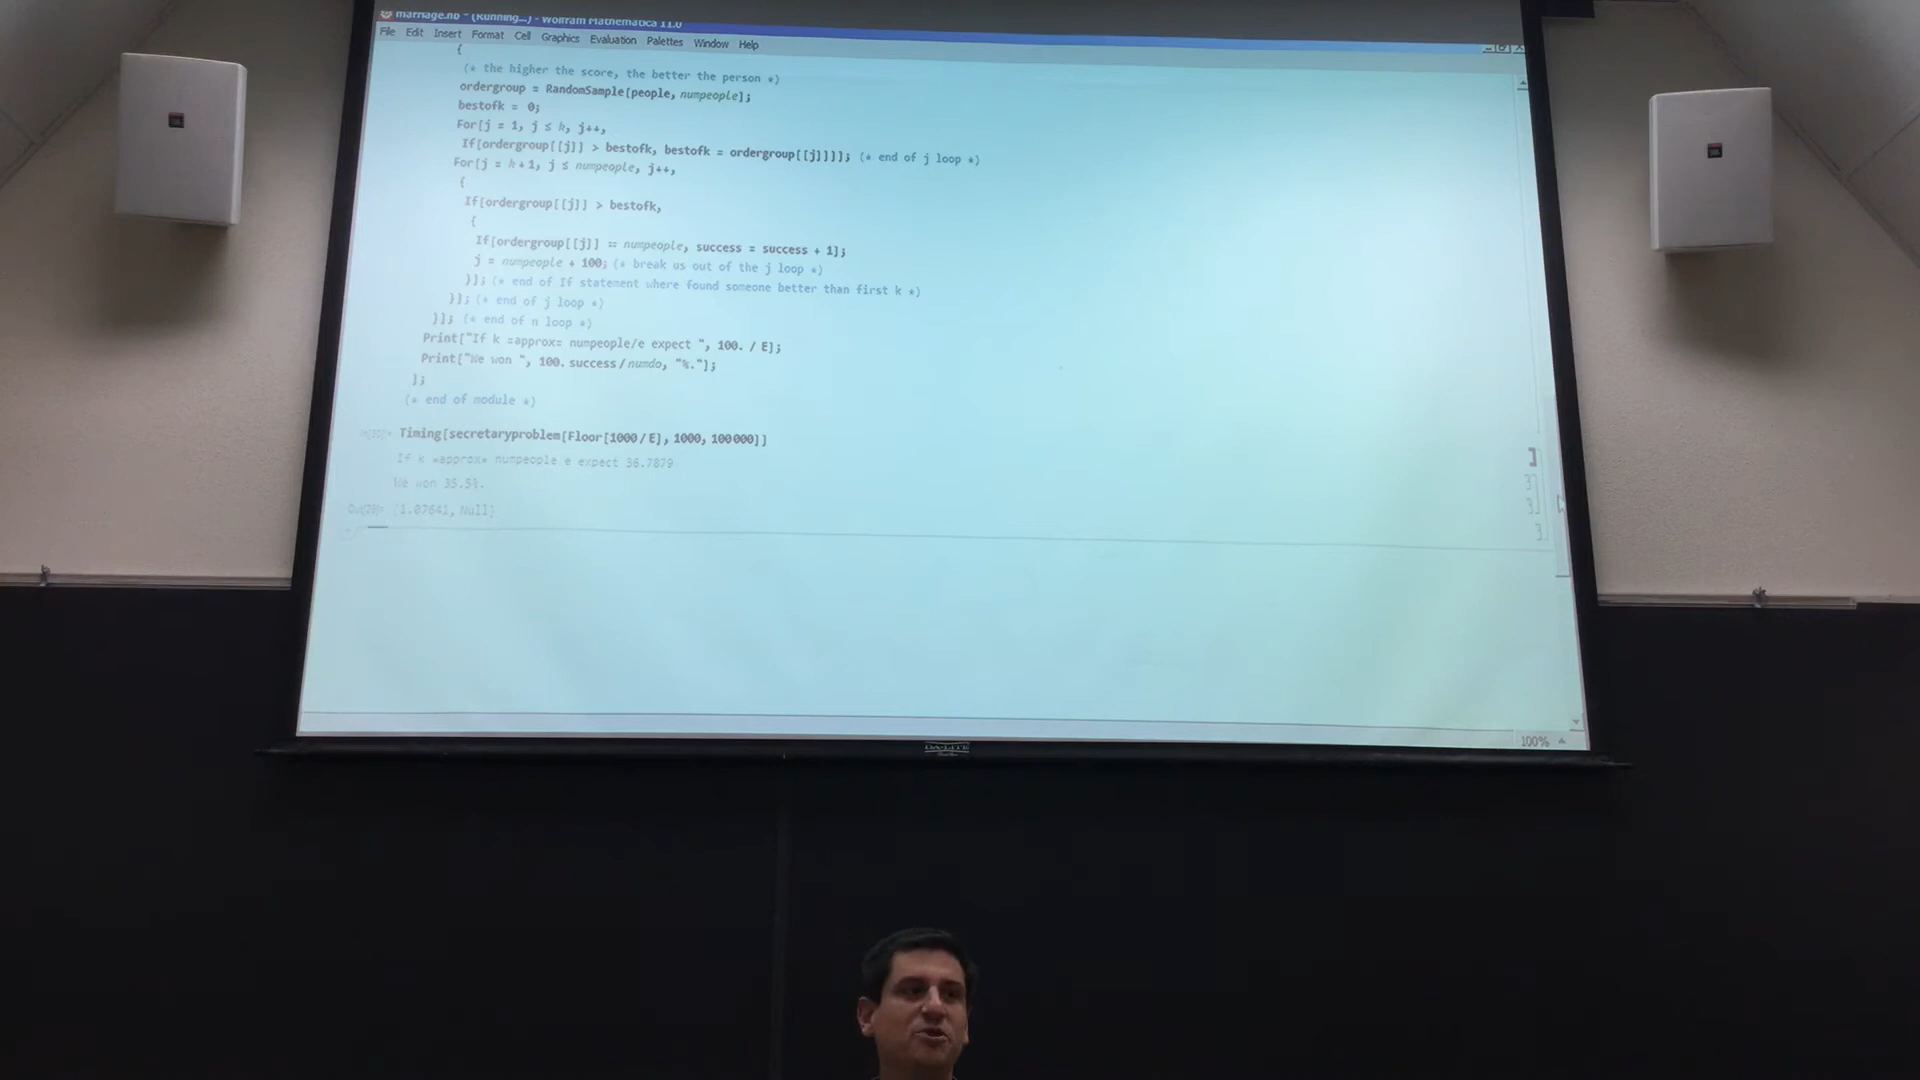 marriage.nb * (Running...) - Wolfram Mathematica 11.0
File Edit Insert Format Cell Graphics Evaluation Palettes Window Help
{
(* the higher the score, the better the person *)
ordergroup = RandomSample[people, numpeople];
bestofk = 0;
For[j = 1, j ≤ k, j++,
If[ordergroup[[j]] > bestofk, bestofk = ordergroup[[j]]]]; (* end of j loop *)
For[j = k + 1, j ≤ numpeople, j++,
{
If[ordergroup[[j]] > bestofk,
{
If[ordergroup[[j]] == numpeople, success = success + 1];
j = numpeople + 100; (* break us out of the j loop *)
}]; (* end of If statement where found someone better than first k *)
}]; (* end of j loop *)
}]; (* end of n loop *)
Print["If k =approx= numpeople/e expect ", 100. / E];
Print["We won ", 100. success / numdo, "%."];
];
(* end of module *)
Timing[secretaryproblem[Floor[1000 / E], 1000, 100000]]
If k =approx= numpeople e expect 36.7879
We won 35.5%.
{1.07641, Null}
100%
DA-LITE